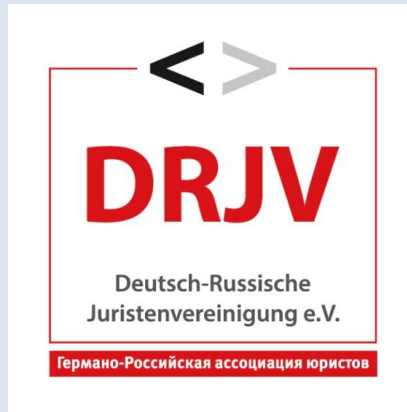 <>
DRJV
Deutsch-Russische
Juristenvereinigung e.V.
Германо-Российская ассоциация юристов